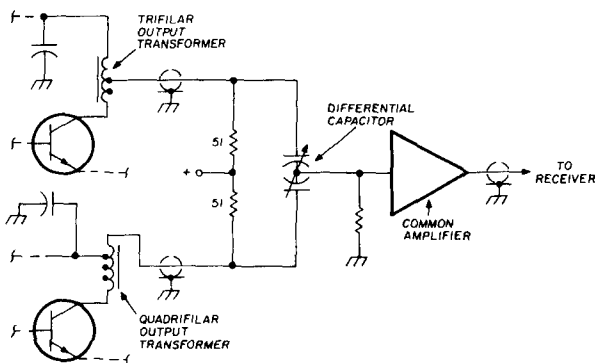 TRIFILAR
OUTPUT
TRANSFORMER
DIFFERENTIAL
CAPACITOR
51
+
51
TO
RECEIVER
COMMON
AMPLIFIER
QUADRIFILAR
OUTPUT
TRANSFORMER